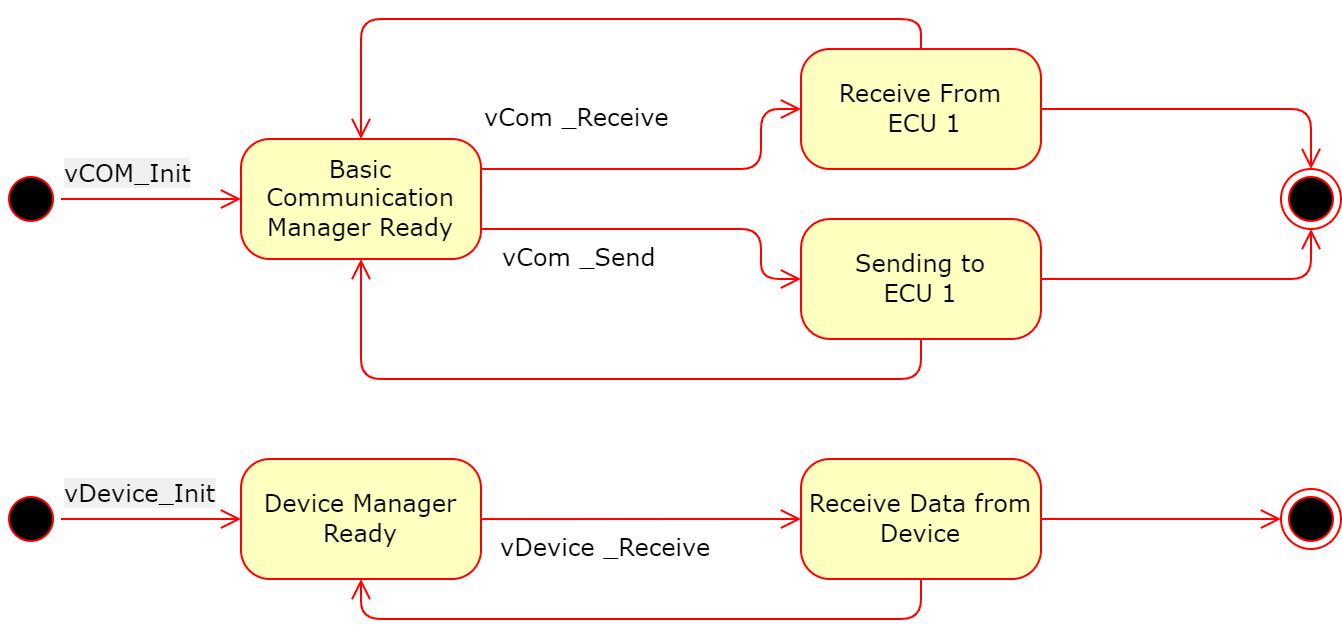 vCOM_Init
Basic
Communication
Manager Ready
vCom _Receive
Receive From
ECU 1
vCom _Send
Sending to
ECU 1
vDevice_Init
Device Manager
Ready
vDevice _Receive
Receive Data from
Device